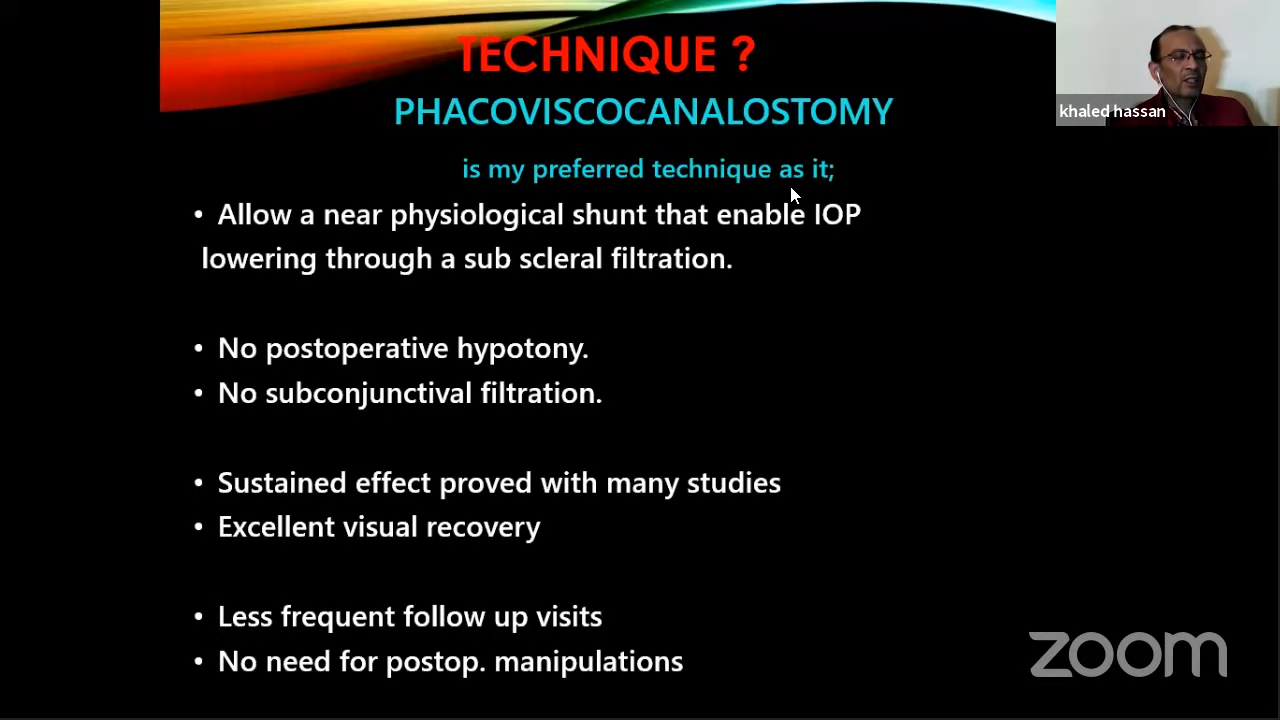 TECHNIQUE ?
PHACOVISCOCANALOSTOMY
khaled hassan
is my preferred technique as it;
• Allow a near physiological shunt that enable IOP
lowering through a sub scleral filtration.
• No postoperative hypotony.
• No subconjunctival filtration.
• Sustained effect proved with many studies
• Excellent visual recovery
• Less frequent follow up visits
• No need for postop. manipulations
zoom